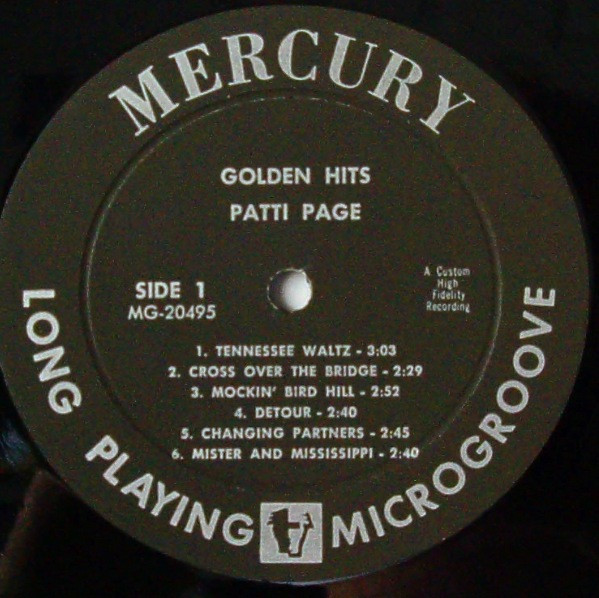 MERCURY
GOLDEN HITS
PATTI PAGE
SIDE 1
MG-20495
A Custom
High
Fidelity
Recording
1. TENNESSEE WALTZ - 3:03
2. CROSS OVER THE BRIDGE - 2:29
3. MOCKIN' BIRD HILL - 2:52
4. DETOUR - 2:40
5. CHANGING PARTNERS - 2:45
6. MISTER AND MISSISSIPPI - 2:40
LONG PLAYING MICROGROOVE